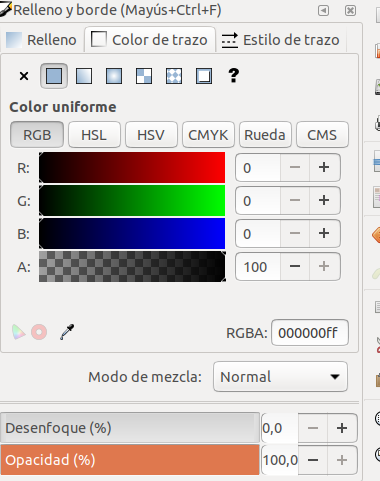 Relleno y borde (Mayús+Ctrl+F)
Relleno Color de trazo Estilo de trazo
?
Color uniforme
RGB HSL HSV CMYK Rueda CMS
R: 0 − +
G: 0 − +
B: 0 − +
A: 100 − +
RGBA: 000000ff
Modo de mezcla: Normal
Desenfoque (%) 0,0 − +
Opacidad (%) 100,0 − +